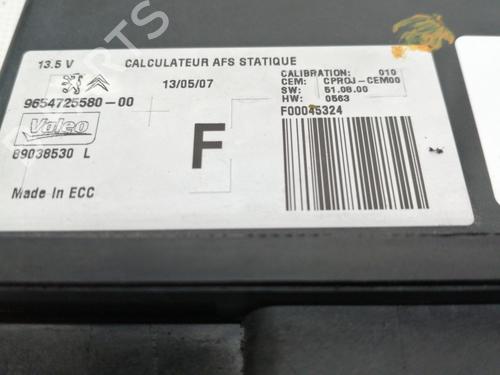 13.5 V CALCULATEUR AFS STATIQUE
13/05/07
9654725580-00
Valeo
89038530 L
Made In ECC
F
CALIBRATION: 010
CEM: CPROJ-CEM00
SW: 51.08.00
HW: 0563
F00045324
PARTS